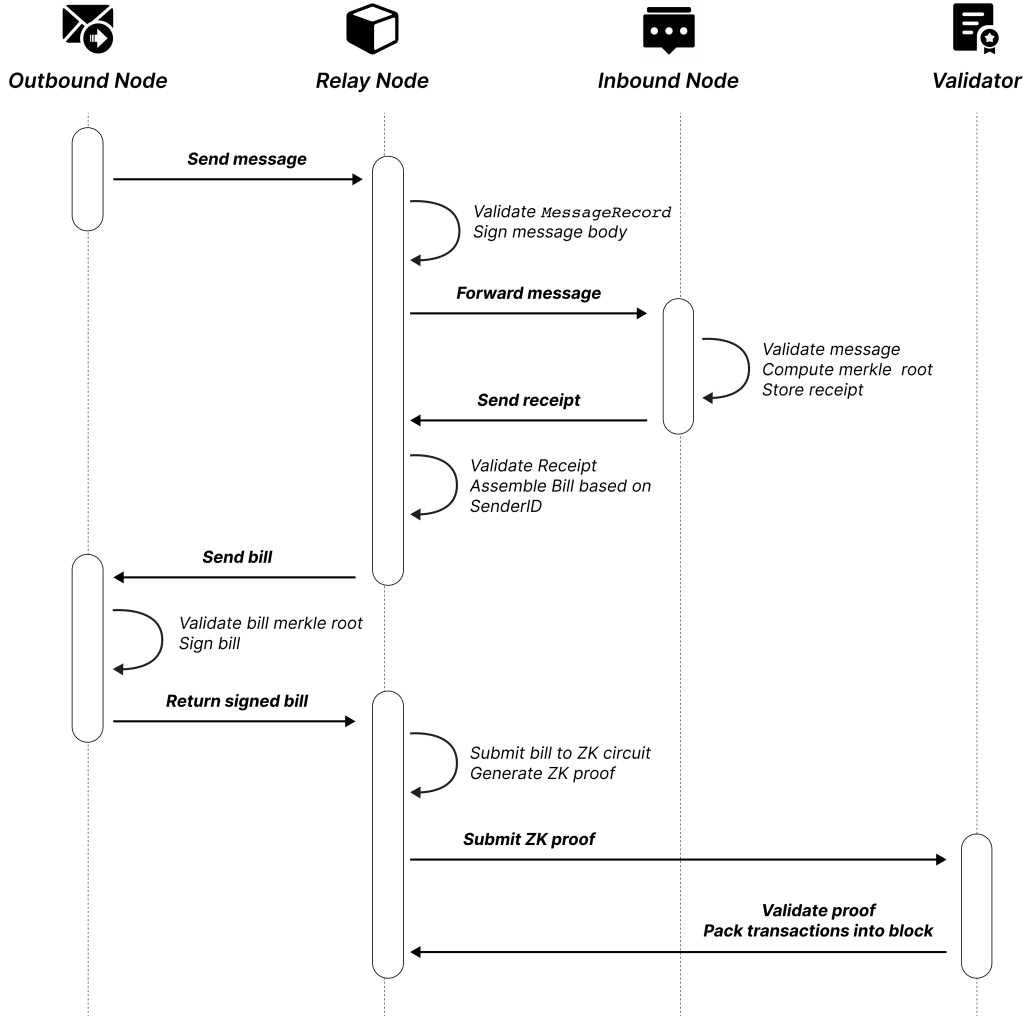 Outbound Node
Relay Node
Inbound Node
Validator
Send message
Validate MessageRecord
Sign message body
Forward message
Validate message
Compute merkle root
Store receipt
Send receipt
Validate Receipt
Assemble Bill based on
SenderID
Send bill
Validate bill merkle root
Sign bill
Return signed bill
Submit bill to ZK circuit
Generate ZK proof
Submit ZK proof
Validate proof
Pack transactions into block